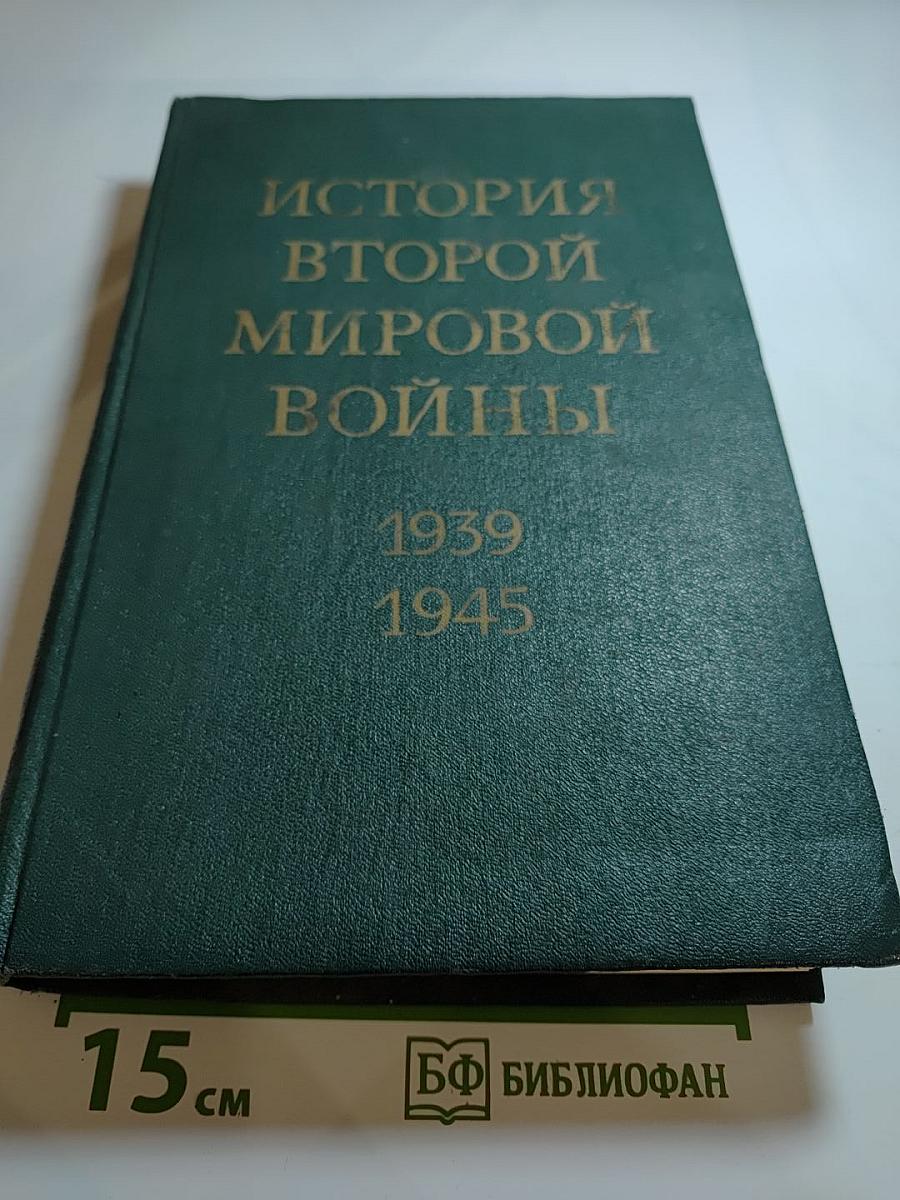 ИСТОРИЯ
ВТОРОЙ
МИРОВОЙ
ВОЙНЫ
1939
1945
15 см
БФ БИБЛИОФАН